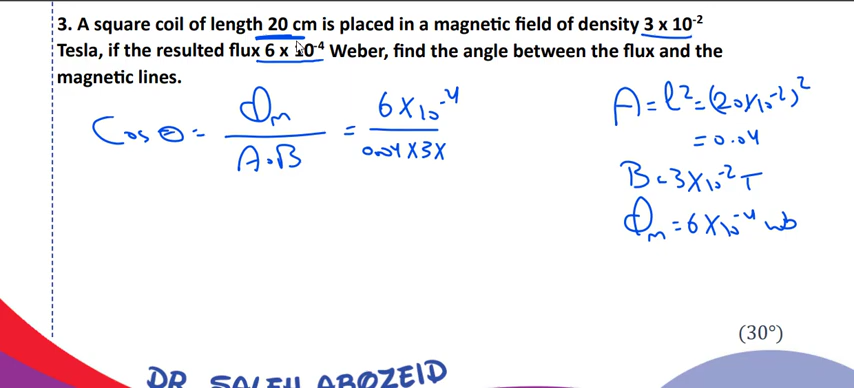 3. A square coil of length 20 cm is placed in a magnetic field of density 3 x 10⁻²
Tesla, if the resulted flux 6 x 10⁻⁴ Weber, find the angle between the flux and the
magnetic lines.
Cos θ = Φm / A.B = 6 x 10⁻⁴ / 0.04 x 3 x
A = l² = (20 x 10⁻²)²
= 0.04
B = 3 x 10⁻² T
Φm = 6 x 10⁻⁴ wb
(30°)
DR SALEH ABOZEID